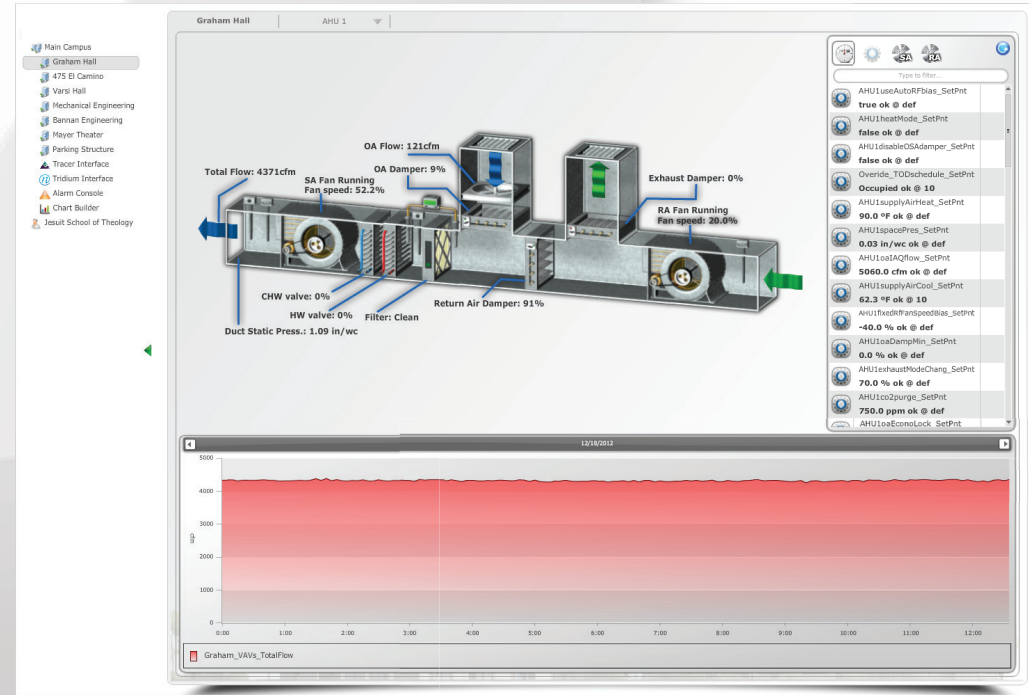 Graham Hall
AHU 1
Main Campus
Graham Hall
475 El Camino
Varsi Hall
Mechanical Engineering
Bannan Engineering
Mayer Theater
Parking Structure
Tracer Interface
Tridium Interface
Alarm Console
Chart Builder
Jesuit School of Theology
OA Flow: 121cfm
OA Damper: 9%
Total Flow: 4371cfm
SA Fan Running
Fan speed: 52.2%
Exhaust Damper: 0%
RA Fan Running
Fan speed: 20.0%
CHW valve: 0%
HW valve: 0%
Filter: Clean
Return Air Damper: 91%
Duct Static Press.: 1.09 in/wc
SA
RA
Type to filter...
AHU1useAutoRFbias_SetPnt
true ok @ def
AHU1heatMode_SetPnt
false ok @ def
AHU1disableOSAdamper_SetPnt
false ok @ def
Overide_TODschedule_SetPnt
Occupied ok @ 10
AHU1supplyAirHeat_SetPnt
90.0 ºF ok @ def
AHU1spacePres_SetPnt
0.03 in/wc ok @ def
AHU1oaIAQflow_SetPnt
5060.0 cfm ok @ def
AHU1supplyAirCool_SetPnt
62.3 ºF ok @ 10
AHU1fixedRfFanSpeedBias_SetPnt
-40.0 % ok @ def
AHU1oaDampMin_SetPnt
0.0 % ok @ def
AHU1exhaustModeChang_SetPnt
70.0 % ok @ def
AHU1co2purge_SetPnt
750.0 ppm ok @ def
AHU1oaEconoLock_SetPnt
12/18/2012
5000
4000
3000
cfm
2000
1000
0
0:00 1:00 2:00 3:00 4:00 5:00 6:00 7:00 8:00 9:00 10:00 11:00 12:00
Graham_VAVs_TotalFlow